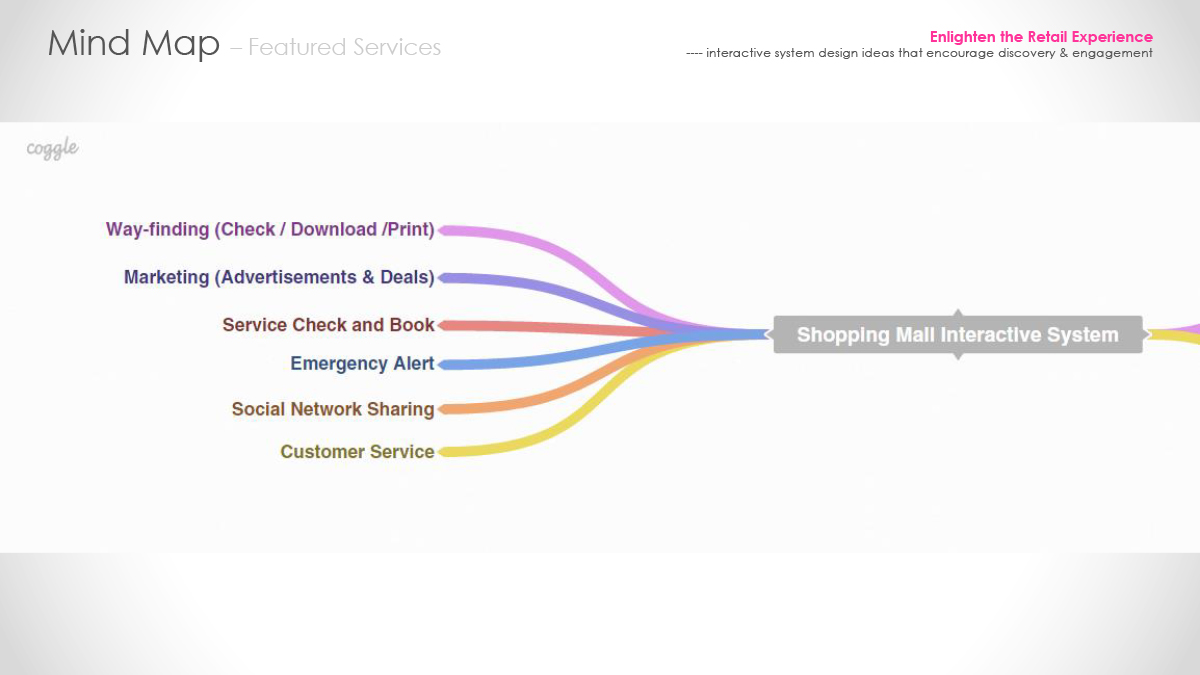 Mind Map – Featured Services
Enlighten the Retail Experience
---- interactive system design ideas that encourage discovery & engagement
coggle
Way-finding (Check / Download /Print)
Marketing (Advertisements & Deals)
Service Check and Book
Emergency Alert
Social Network Sharing
Customer Service
Shopping Mall Interactive System